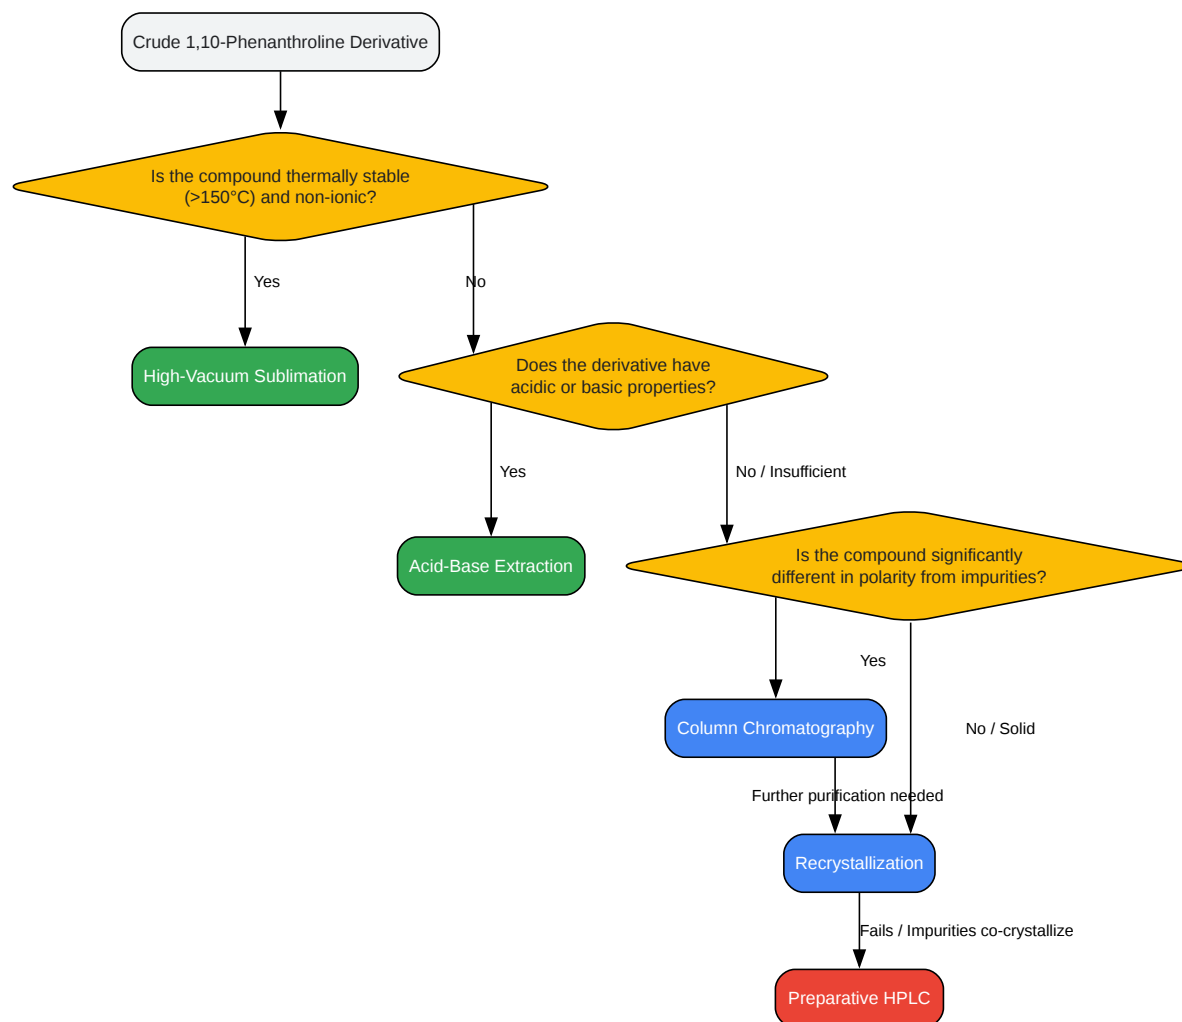 Crude 1,10-Phenanthroline Derivative
Is the compound thermally stable
(>150°C) and non-ionic?
Yes
No
High-Vacuum Sublimation
Does the derivative have
acidic or basic properties?
Yes
No / Insufficient
Acid-Base Extraction
Is the compound significantly
different in polarity from impurities?
Yes
Column Chromatography
No / Solid
Further purification needed
Recrystallization
Fails / Impurities co-crystallize
Preparative HPLC